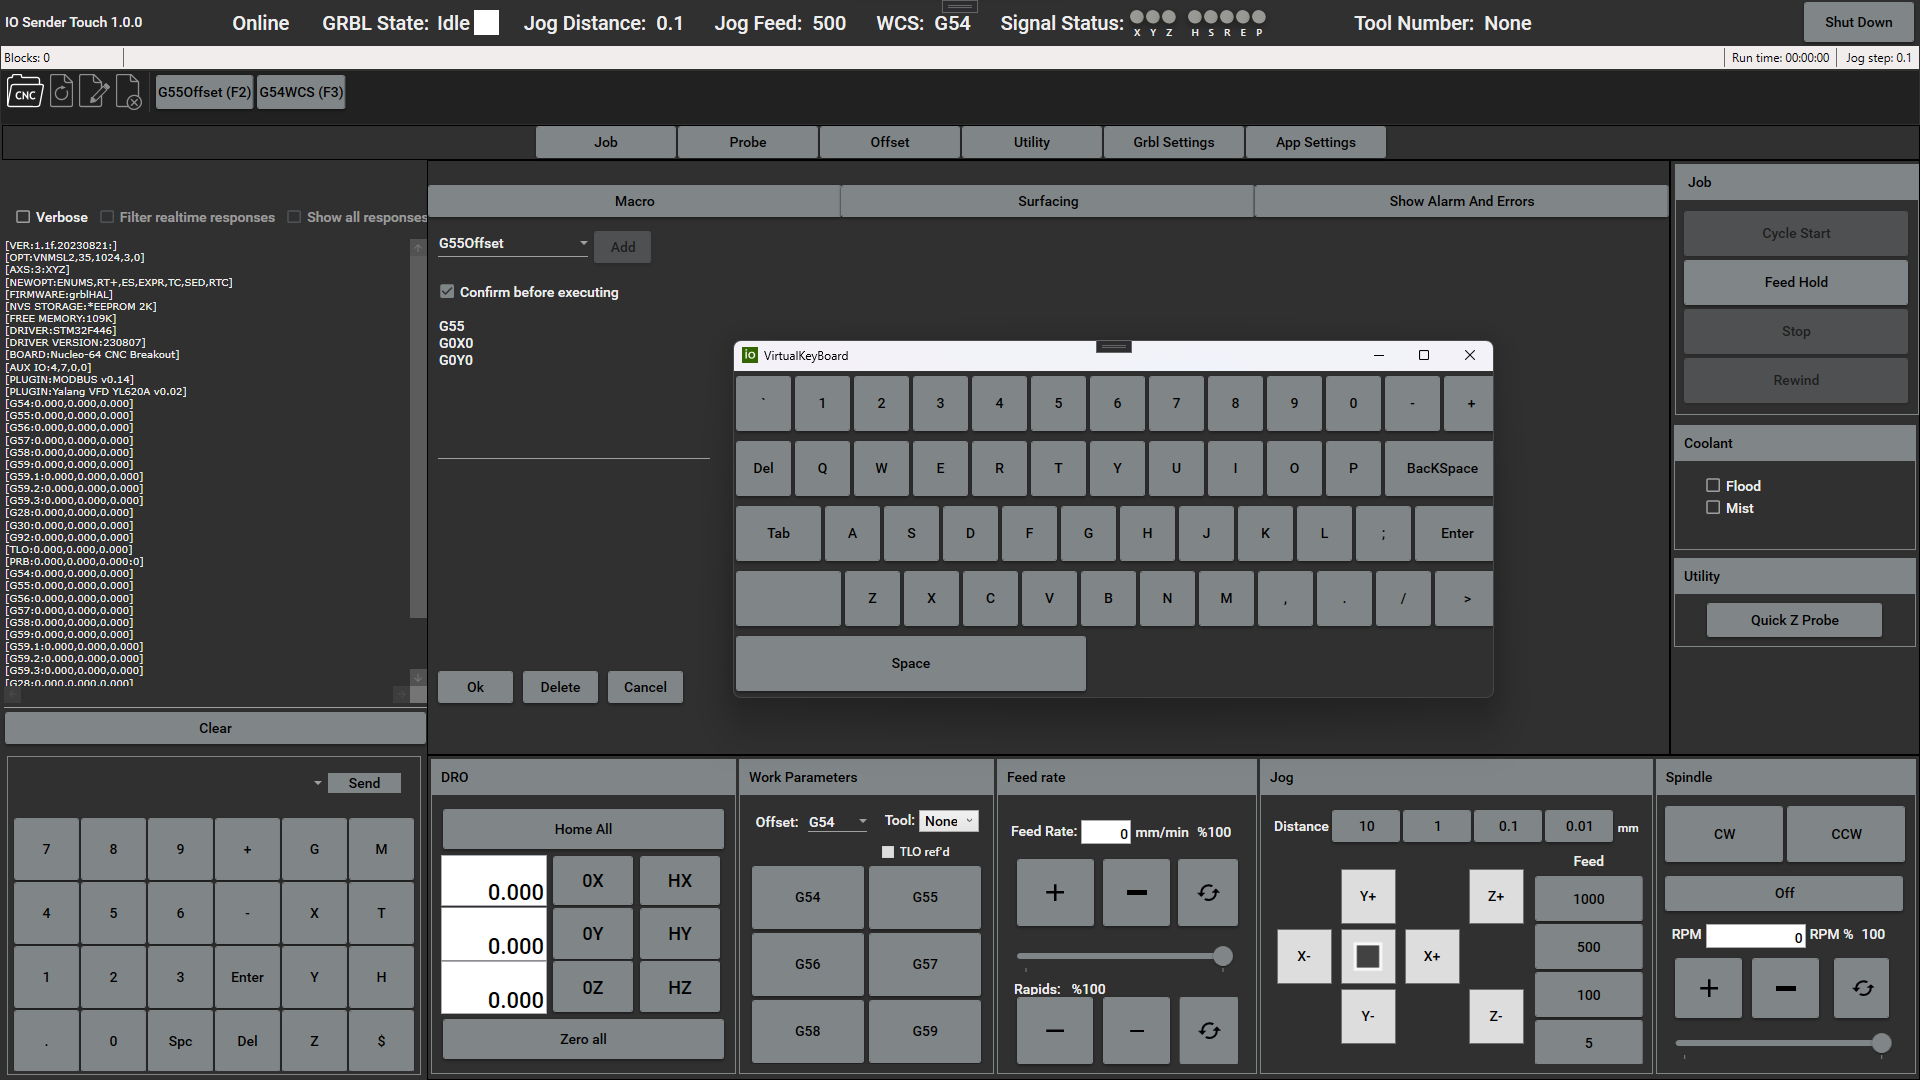 IO Sender Touch 1.0.0
Online
GRBL State: Idle
Jog Distance: 0.1
Jog Feed: 500
WCS: G54
Signal Status:
X Y Z H S R E P
Tool Number: None
Shut Down
Blocks: 0
Run time: 00:00:00
Jog step: 0.1
CNC
G55Offset (F2)
G54WCS (F3)
Job
Probe
Offset
Utility
Grbl Settings
App Settings
Verbose
Filter realtime responses
Show all responses
[VER:1.1f.20230821:]
[OPT:VNMSL2,35,1024,3,0]
[AXS:3:XYZ]
[NEWOPT:ENUMS,RT+,ES,EXPR,TC,SED,RTC]
[FIRMWARE:grblHAL]
[NVS STORAGE:*EEPROM 2K]
[FREE MEMORY:109K]
[DRIVER:STM32F446]
[DRIVER VERSION:230807]
[BOARD:Nucleo-64 CNC Breakout]
[AUX IO:4,7,0,0]
[PLUGIN:MODBUS v0.14]
[PLUGIN:Yalang VFD YL620A v0.02]
[G54:0.000,0.000,0.000]
[G55:0.000,0.000,0.000]
[G56:0.000,0.000,0.000]
[G57:0.000,0.000,0.000]
[G58:0.000,0.000,0.000]
[G59:0.000,0.000,0.000]
[G59.1:0.000,0.000,0.000]
[G59.2:0.000,0.000,0.000]
[G59.3:0.000,0.000,0.000]
[G28:0.000,0.000,0.000]
[G30:0.000,0.000,0.000]
[G92:0.000,0.000,0.000]
[TLO:0.000,0.000,0.000]
[PRB:0.000,0.000,0.000:0]
[G54:0.000,0.000,0.000]
[G55:0.000,0.000,0.000]
[G56:0.000,0.000,0.000]
[G57:0.000,0.000,0.000]
[G58:0.000,0.000,0.000]
[G59:0.000,0.000,0.000]
[G59.1:0.000,0.000,0.000]
[G59.2:0.000,0.000,0.000]
[G59.3:0.000,0.000,0.000]
[G28:0.000,0.000,0.000]
Clear
Macro
Surfacing
Show Alarm And Errors
G55Offset
Add
Confirm before executing
G55
G0X0
G0Y0
Ok
Delete
Cancel
io VirtualKeyBoard
` 1 2 3 4 5 6 7 8 9 0 - +
Del Q W E R T Y U I O P BacKSpace
Tab A S D F G H J K L ; Enter
Z X C V B N M , . / >
Space
Job
Cycle Start
Feed Hold
Stop
Rewind
Coolant
Flood
Mist
Utility
Quick Z Probe
Send
7 8 9 + G M
4 5 6 - X T
1 2 3 Enter Y H
. 0 Spc Del Z $
DRO
Home All
0.000 0X HX
0.000 0Y HY
0.000 0Z HZ
Zero all
Work Parameters
Offset: G54
Tool: None
TLO ref'd
G54 G55
G56 G57
G58 G59
Feed rate
Feed Rate: 0 mm/min %100
+
Rapids: %100
Jog
Distance 10 1 0.1 0.01 mm
Feed
Y+ Z+
X- X+
Y- Z-
1000
500
100
5
Spindle
CW CCW
Off
RPM 0 RPM % 100
+